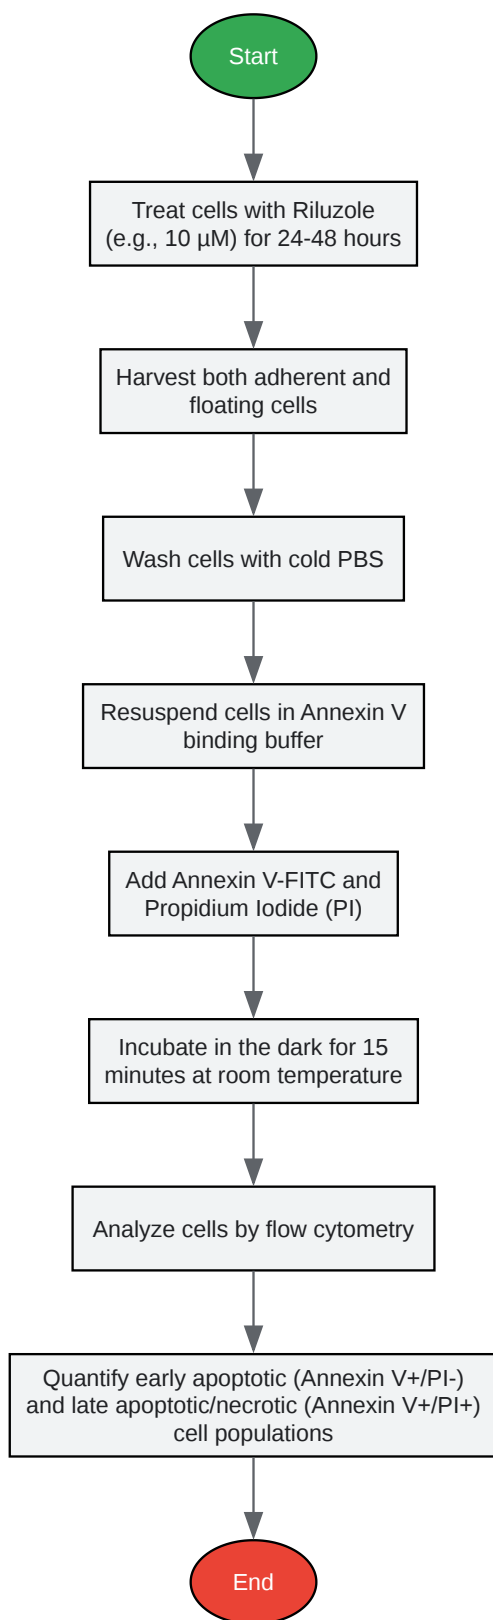 Start
Treat cells with Riluzole
(e.g., 10 µM) for 24-48 hours
Harvest both adherent and
floating cells
Wash cells with cold PBS
Resuspend cells in Annexin V
binding buffer
Add Annexin V-FITC and
Propidium Iodide (PI)
Incubate in the dark for 15
minutes at room temperature
Analyze cells by flow cytometry
Quantify early apoptotic (Annexin V+/PI-)
and late apoptotic/necrotic (Annexin V+/PI+)
cell populations
End